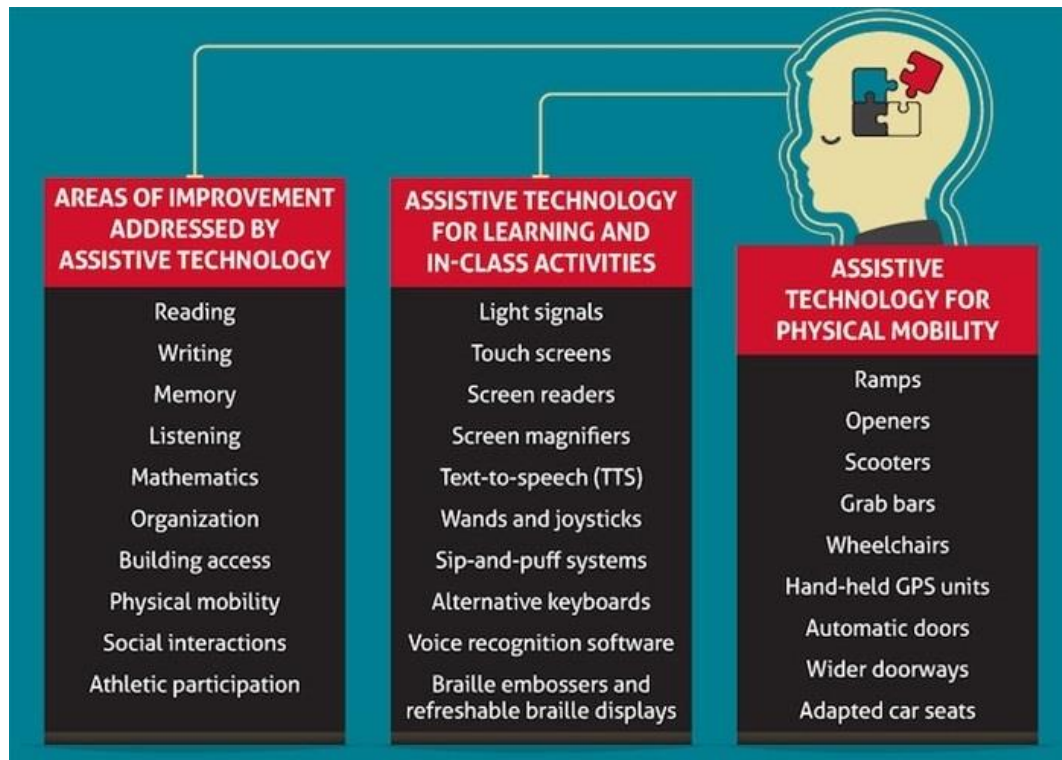 AREAS OF IMPROVEMENT
ADDRESSED BY
ASSISTIVE TECHNOLOGY
Reading
Writing
Memory
Listening
Mathematics
Organization
Building access
Physical mobility
Social interactions
Athletic participation
ASSISTIVE TECHNOLOGY
FOR LEARNING AND
IN-CLASS ACTIVITIES
Light signals
Touch screens
Screen readers
Screen magnifiers
Text-to-speech (TTS)
Wands and joysticks
Sip-and-puff systems
Alternative keyboards
Voice recognition software
Braille embossers and
refreshable braille displays
ASSISTIVE
TECHNOLOGY FOR
PHYSICAL MOBILITY
Ramps
Openers
Scooters
Grab bars
Wheelchairs
Hand-held GPS units
Automatic doors
Wider doorways
Adapted car seats